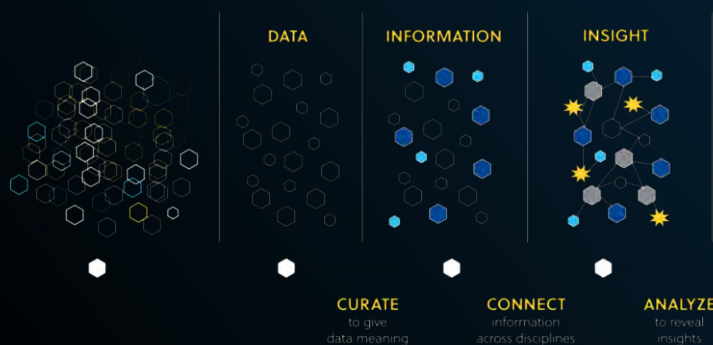 DATA
INFORMATION
INSIGHT
CURATE
to give
data meaning
CONNECT
information
across disciplines
ANALYZE
to reveal
insights